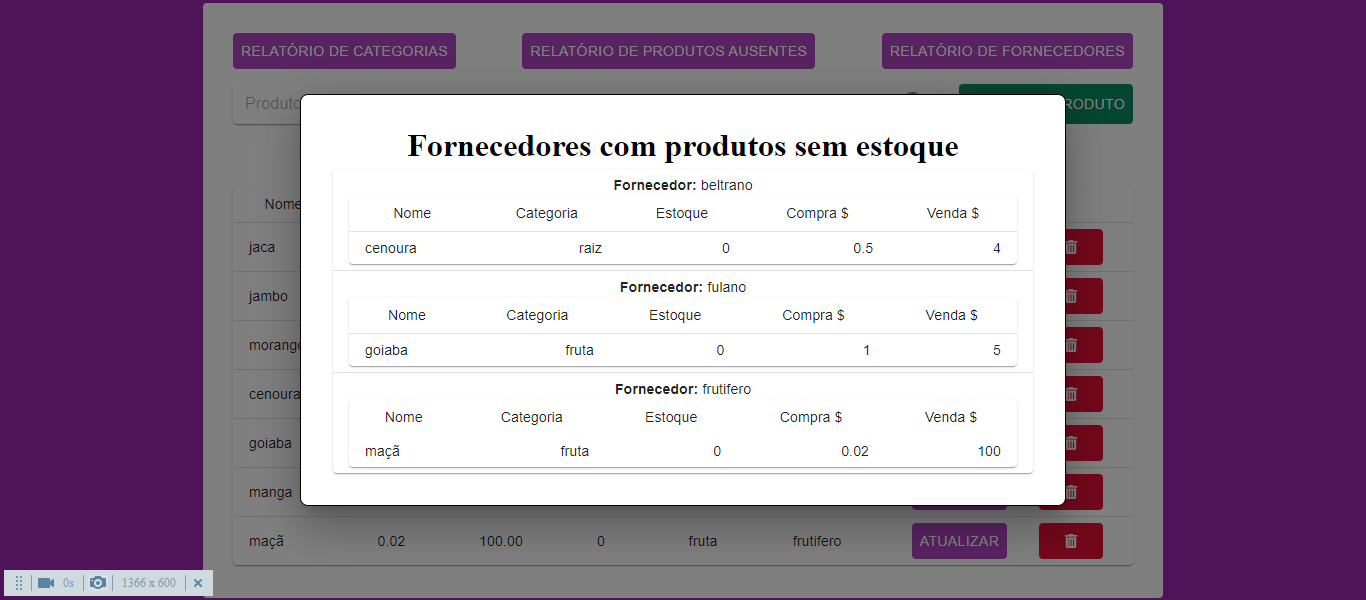 RELATÓRIO DE CATEGORIAS RELATÓRIO DE PRODUTOS AUSENTES RELATÓRIO DE FORNECEDORES
Fornecedores com produtos sem estoque
Fornecedor: beltrano
Nome Categoria Estoque Compra $ Venda $
cenoura raiz 0 0.5 4
Fornecedor: fulano
Nome Categoria Estoque Compra $ Venda $
goiaba fruta 0 1 5
Fornecedor: frutifero
Nome Categoria Estoque Compra $ Venda $
maçã fruta 0 0.02 100
Nome
jaca
jambo
morango
cenoura
goiaba
manga
maçã 0.02 100.00 0 fruta frutifero ATUALIZAR
0s 1366 x 600